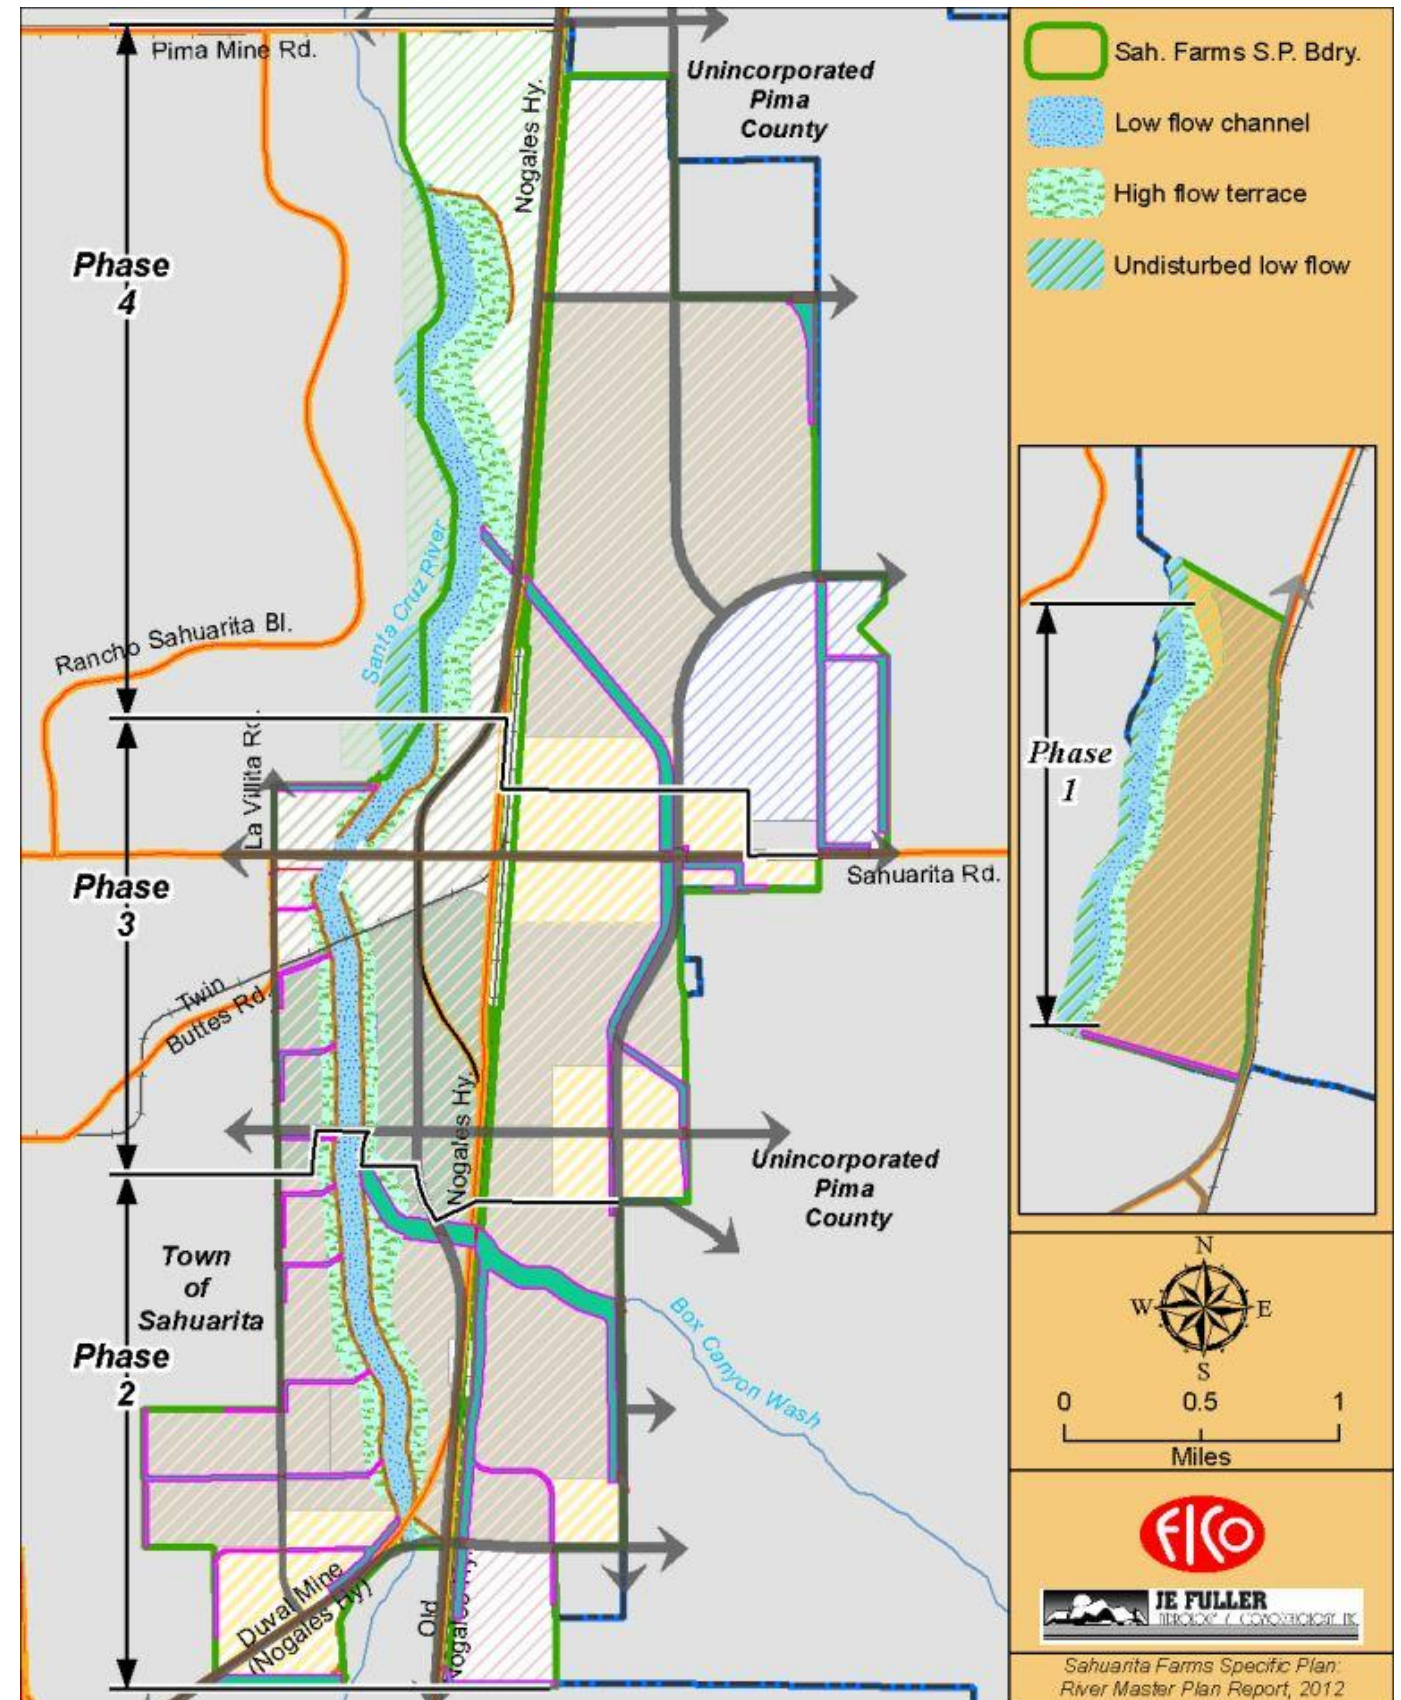 Pima Mine Rd.
Nogales Hy.
Unincorporated
Pima
County
Phase
4
Santa Cruz River
Rancho Sahuarita Bl.
La Villita Rd.
Sahuarita Rd.
Phase
3
Twin
Buttes Rd.
Nogales Hy.
Unincorporated
Pima
County
Town
of
Sahuarita
Phase
2
Box Canyon Wash
Duval Mine
(Nogales Hy)
Old
Nogales Hy.
Sah. Farms S.P. Bdry.
Low flow channel
High flow terrace
Undisturbed low flow
Phase
1
N
W E
S
0 0.5 1
Miles
FICO
JE FULLER
Sahuarita Farms Specific Plan:
River Master Plan Report, 2012